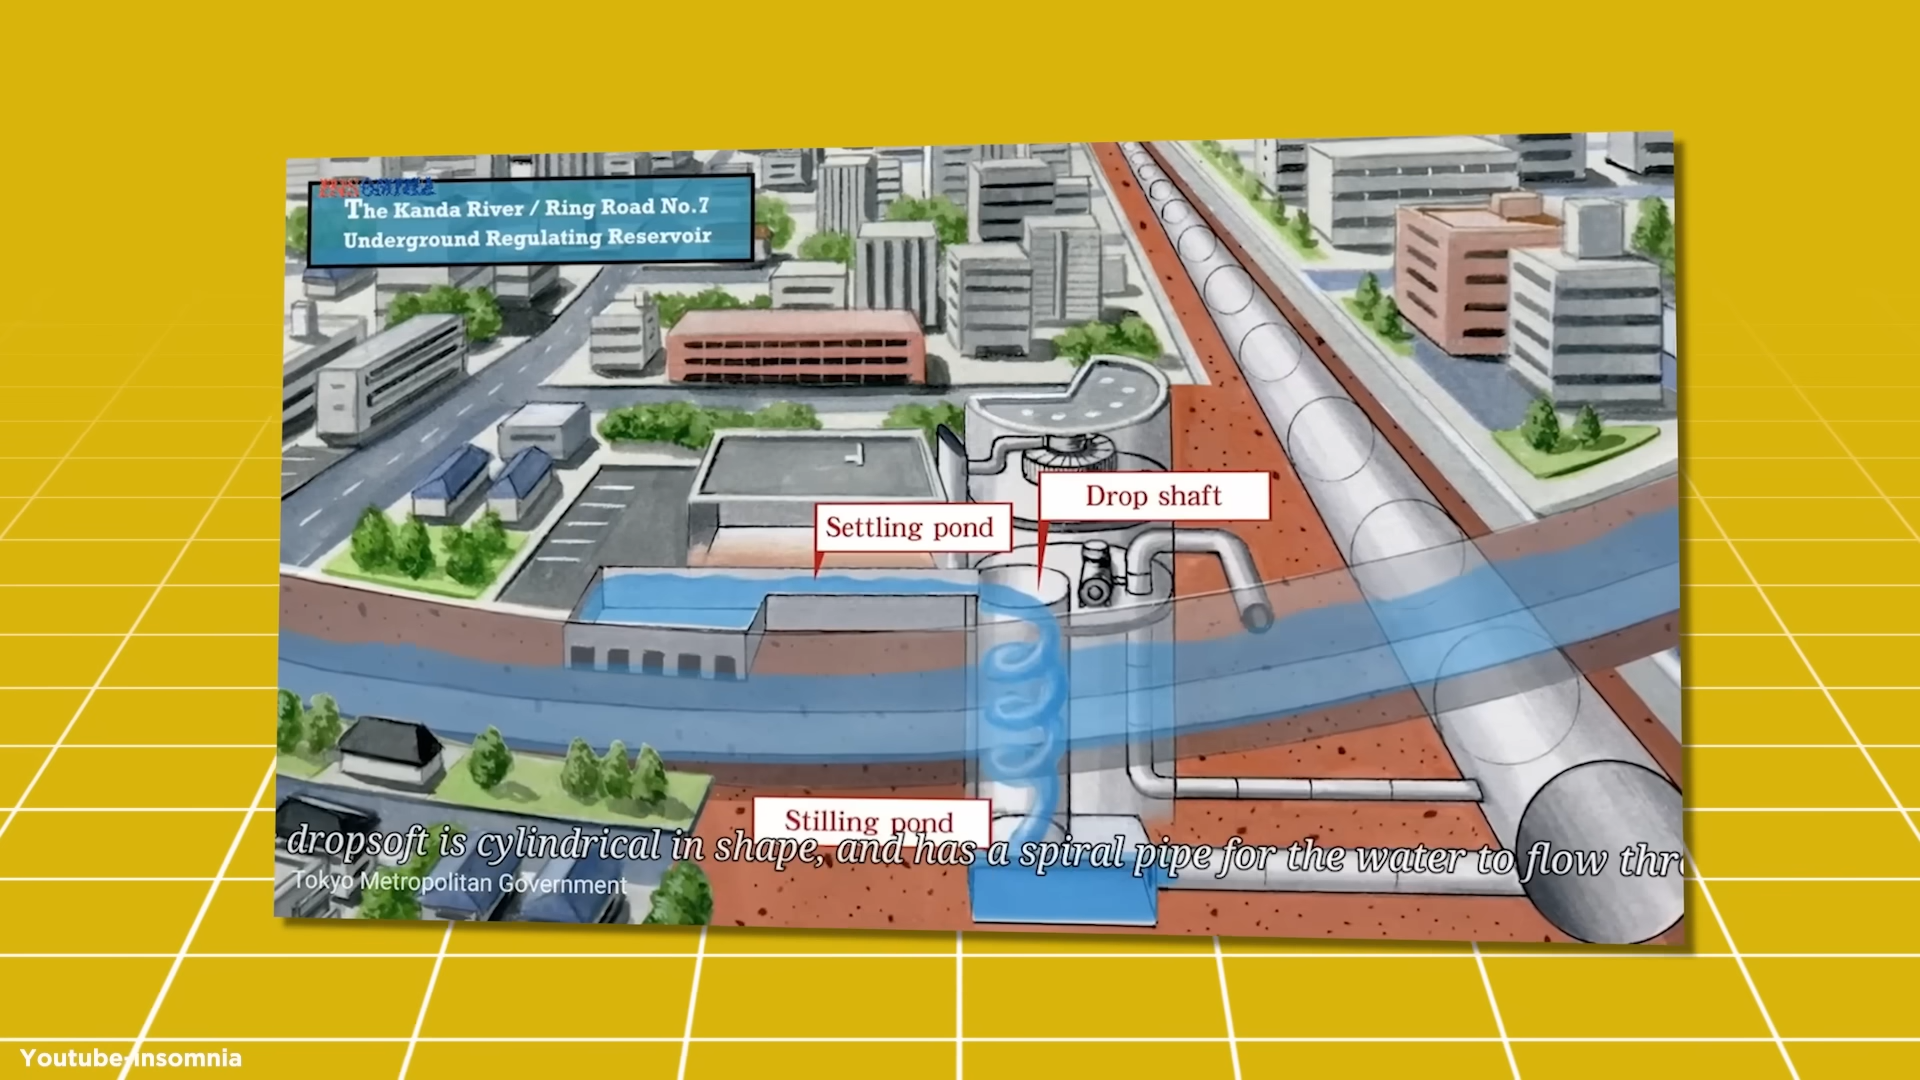 The Kanda River / Ring Road No.7
Underground Regulating Reservoir
Drop shaft
Settling pond
Stilling pond
dropsoft is cylindrical in shape, and has a spiral pipe for the water to flow thr
Tokyo Metropolitan Government
Youtube-Insomnia